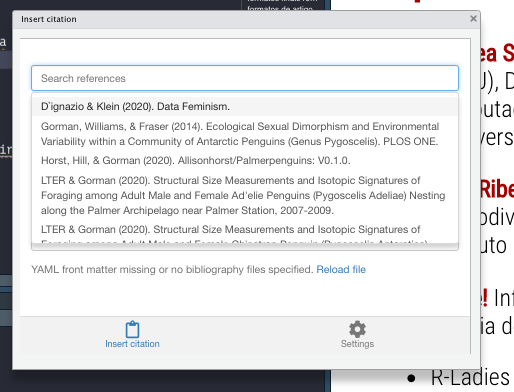 formatos de artigo
Insert citation
Search references
D'ignazio & Klein (2020). Data Feminism.
Gorman, Williams, & Fraser (2014). Ecological Sexual Dimorphism and Environmental
Variability within a Community of Antarctic Penguins (Genus Pygoscelis). PLOS ONE.
Horst, Hill, & Gorman (2020). Allisonhorst/Palmerpenguins: V0.1.0.
LTER & Gorman (2020). Structural Size Measurements and Isotopic Signatures of
Foraging among Adult Male and Female Ad'elie Penguins (Pygoscelis Adeliae) Nesting
along the Palmer Archipelago near Palmer Station, 2007-2009.
LTER & Gorman (2020). Structural Size Measurements and Isotopic Signatures of
YAML front matter missing or no bibliography files specified. Reload file
Insert citation
Settings
ea S
J), D
outa
vers
Ribe
odiv
uto
e! In
ia d
R-Ladies